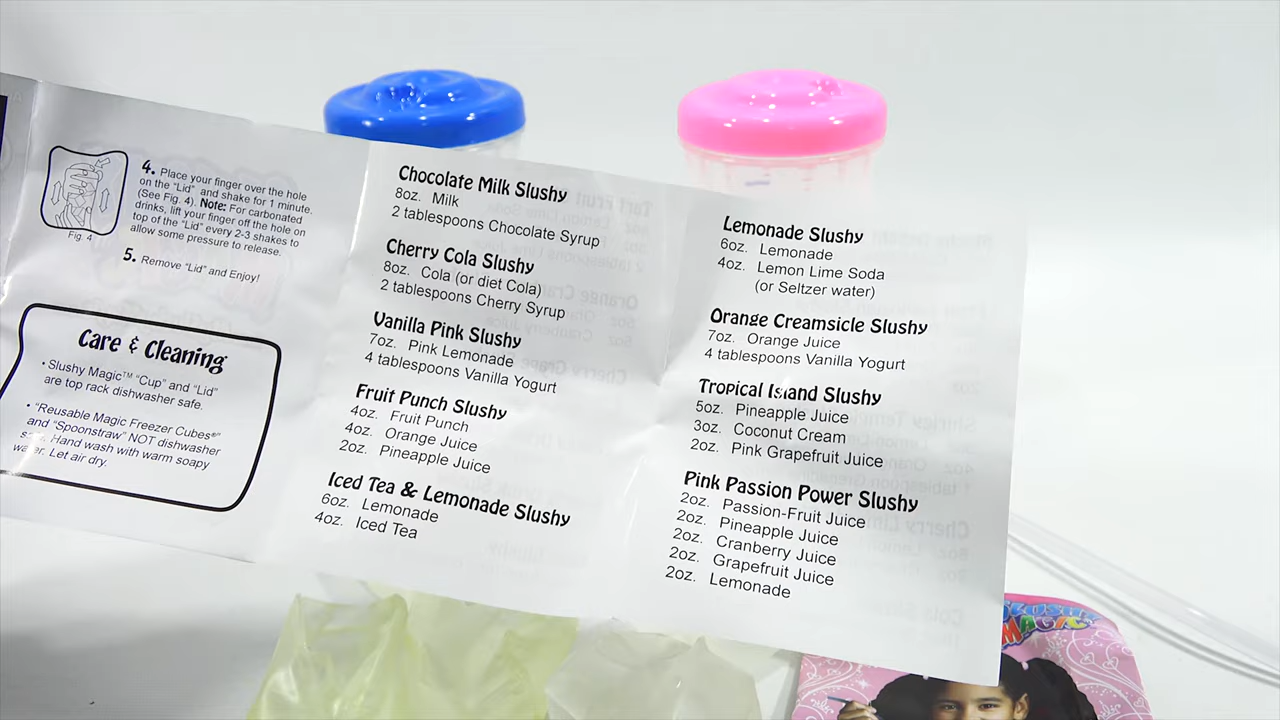 4. Place your finger over the hole
on the “Lid” and shake for 1 minute.
(See Fig. 4). Note: For carbonated
drinks, lift your finger off the hole on
top of the “Lid” every 2-3 shakes to
allow some pressure to release.
Fig. 4
5. Remove “Lid” and Enjoy!
Care & Cleaning
• Slushy Magic™ “Cup” and “Lid”
are top rack dishwasher safe.
• “Reusable Magic Freezer Cubes®”
and “Spoonstraw” NOT dishwasher
Hand wash with warm soapy
water. Let air dry.
Chocolate Milk Slushy
8oz. Milk
2 tablespoons Chocolate Syrup
Cherry Cola Slushy
8oz. Cola (or diet Cola)
2 tablespoons Cherry Syrup
Vanilla Pink Slushy
7oz. Pink Lemonade
4 tablespoons Vanilla Yogurt
Fruit Punch Slushy
4oz. Fruit Punch
4oz. Orange Juice
2oz. Pineapple Juice
Iced Tea & Lemonade Slushy
6oz. Lemonade
4oz. Iced Tea
Lemonade Slushy
6oz. Lemonade
4oz. Lemon Lime Soda
(or Seltzer water)
Orange Creamsicle Slushy
7oz. Orange Juice
4 tablespoons Vanilla Yogurt
Tropical Island Slushy
5oz. Pineapple Juice
3oz. Coconut Cream
2oz. Pink Grapefruit Juice
Pink Passion Power Slushy
2oz. Passion-Fruit Juice
2oz. Pineapple Juice
2oz. Cranberry Juice
2oz. Grapefruit Juice
2oz. Lemonade
SLUSHY
MAGIC